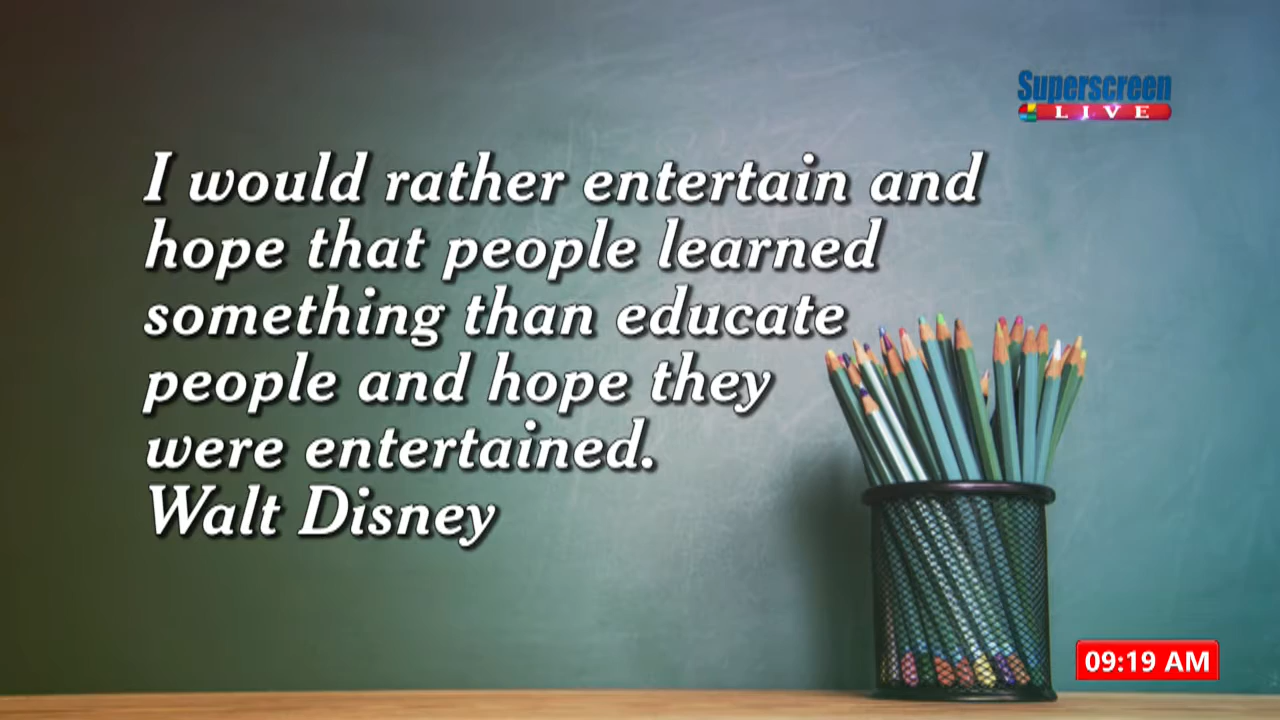 Superscreen
LIVE
I would rather entertain and
hope that people learned
something than educate
people and hope they
were entertained.
Walt Disney
09:19 AM